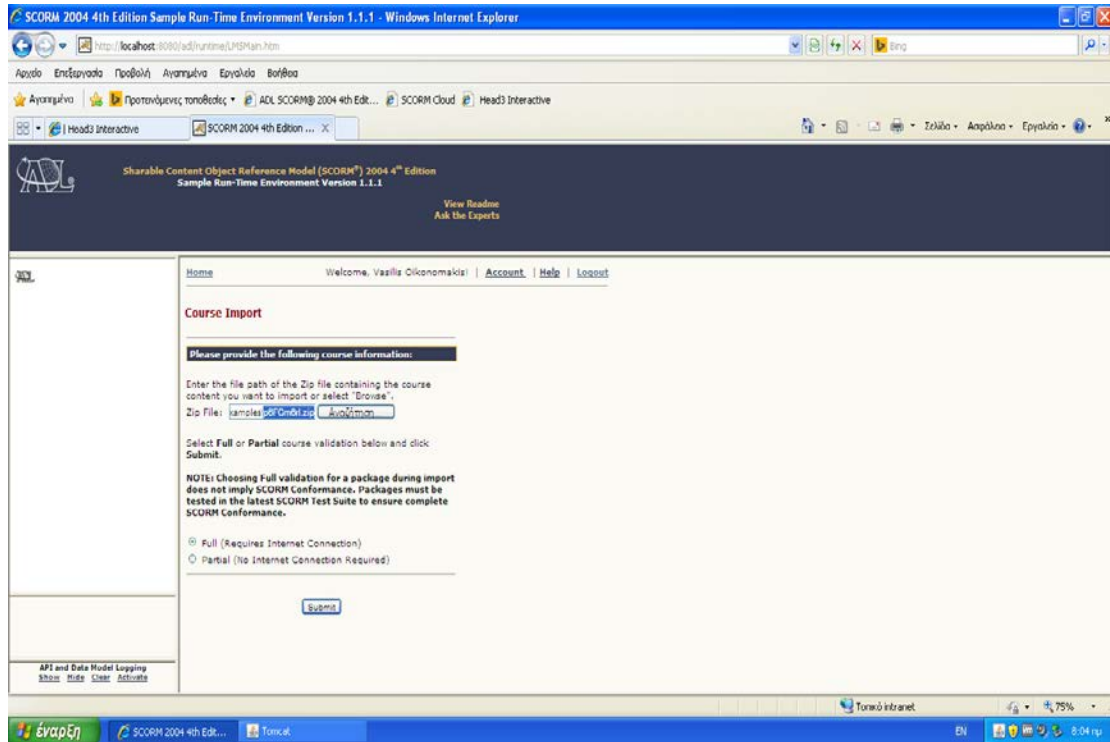 SCORM 2004 4th Edition Sample Run-Time Environment Version 1.1.1 - Windows Internet Explorer
http://localhost:8080/adl/runtime/LMSMain.htm
Bing
Αρχείο Επεξεργασία Προβολή Αγαπημένα Εργαλεία Βοήθεια
Αγαπημένα Προτεινόμενες τοποθεσίες ADL SCORM® 2004 4th Edit... SCORM Cloud Head3 Interactive
Head3 Interactive SCORM 2004 4th Edition ... X Σελίδα Ασφάλεια Εργαλεία
ADL
Sharable Content Object Reference Model (SCORM®) 2004 4th Edition
Sample Run-Time Environment Version 1.1.1
View Readme
Ask the Experts
ADL
Home Welcome, Vasilis Oikonomakis! | Account | Help | Logout
Course Import
Please provide the following course information:
Enter the file path of the Zip file containing the course
content you want to import or select "Browse".
Zip File: Αναζήτηση...
Select Full or Partial course validation below and click
Submit.
NOTE: Choosing Full validation for a package during import
does not imply SCORM Conformance. Packages must be
tested in the latest SCORM Test Suite to ensure complete
SCORM Conformance.
Full (Requires Internet Connection)
Partial (No Internet Connection Required)
Submit
API and Data Model Logging
Show Hide Clear Activate
Τοπικό intranet 75%
έναρξη SCORM 2004 4th Edit... Tomcat EN 8:04 πμ